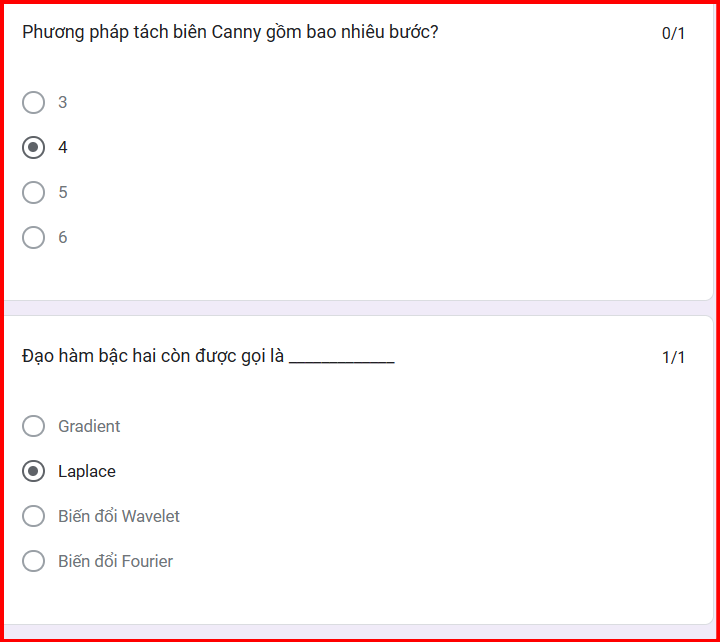 Phương pháp tách biên Canny gồm bao nhiêu bước?
0/1
3
4
5
6
Đạo hàm bậc hai còn được gọi là _____________
1/1
Gradient
Laplace
Biến đổi Wavelet
Biến đổi Fourier